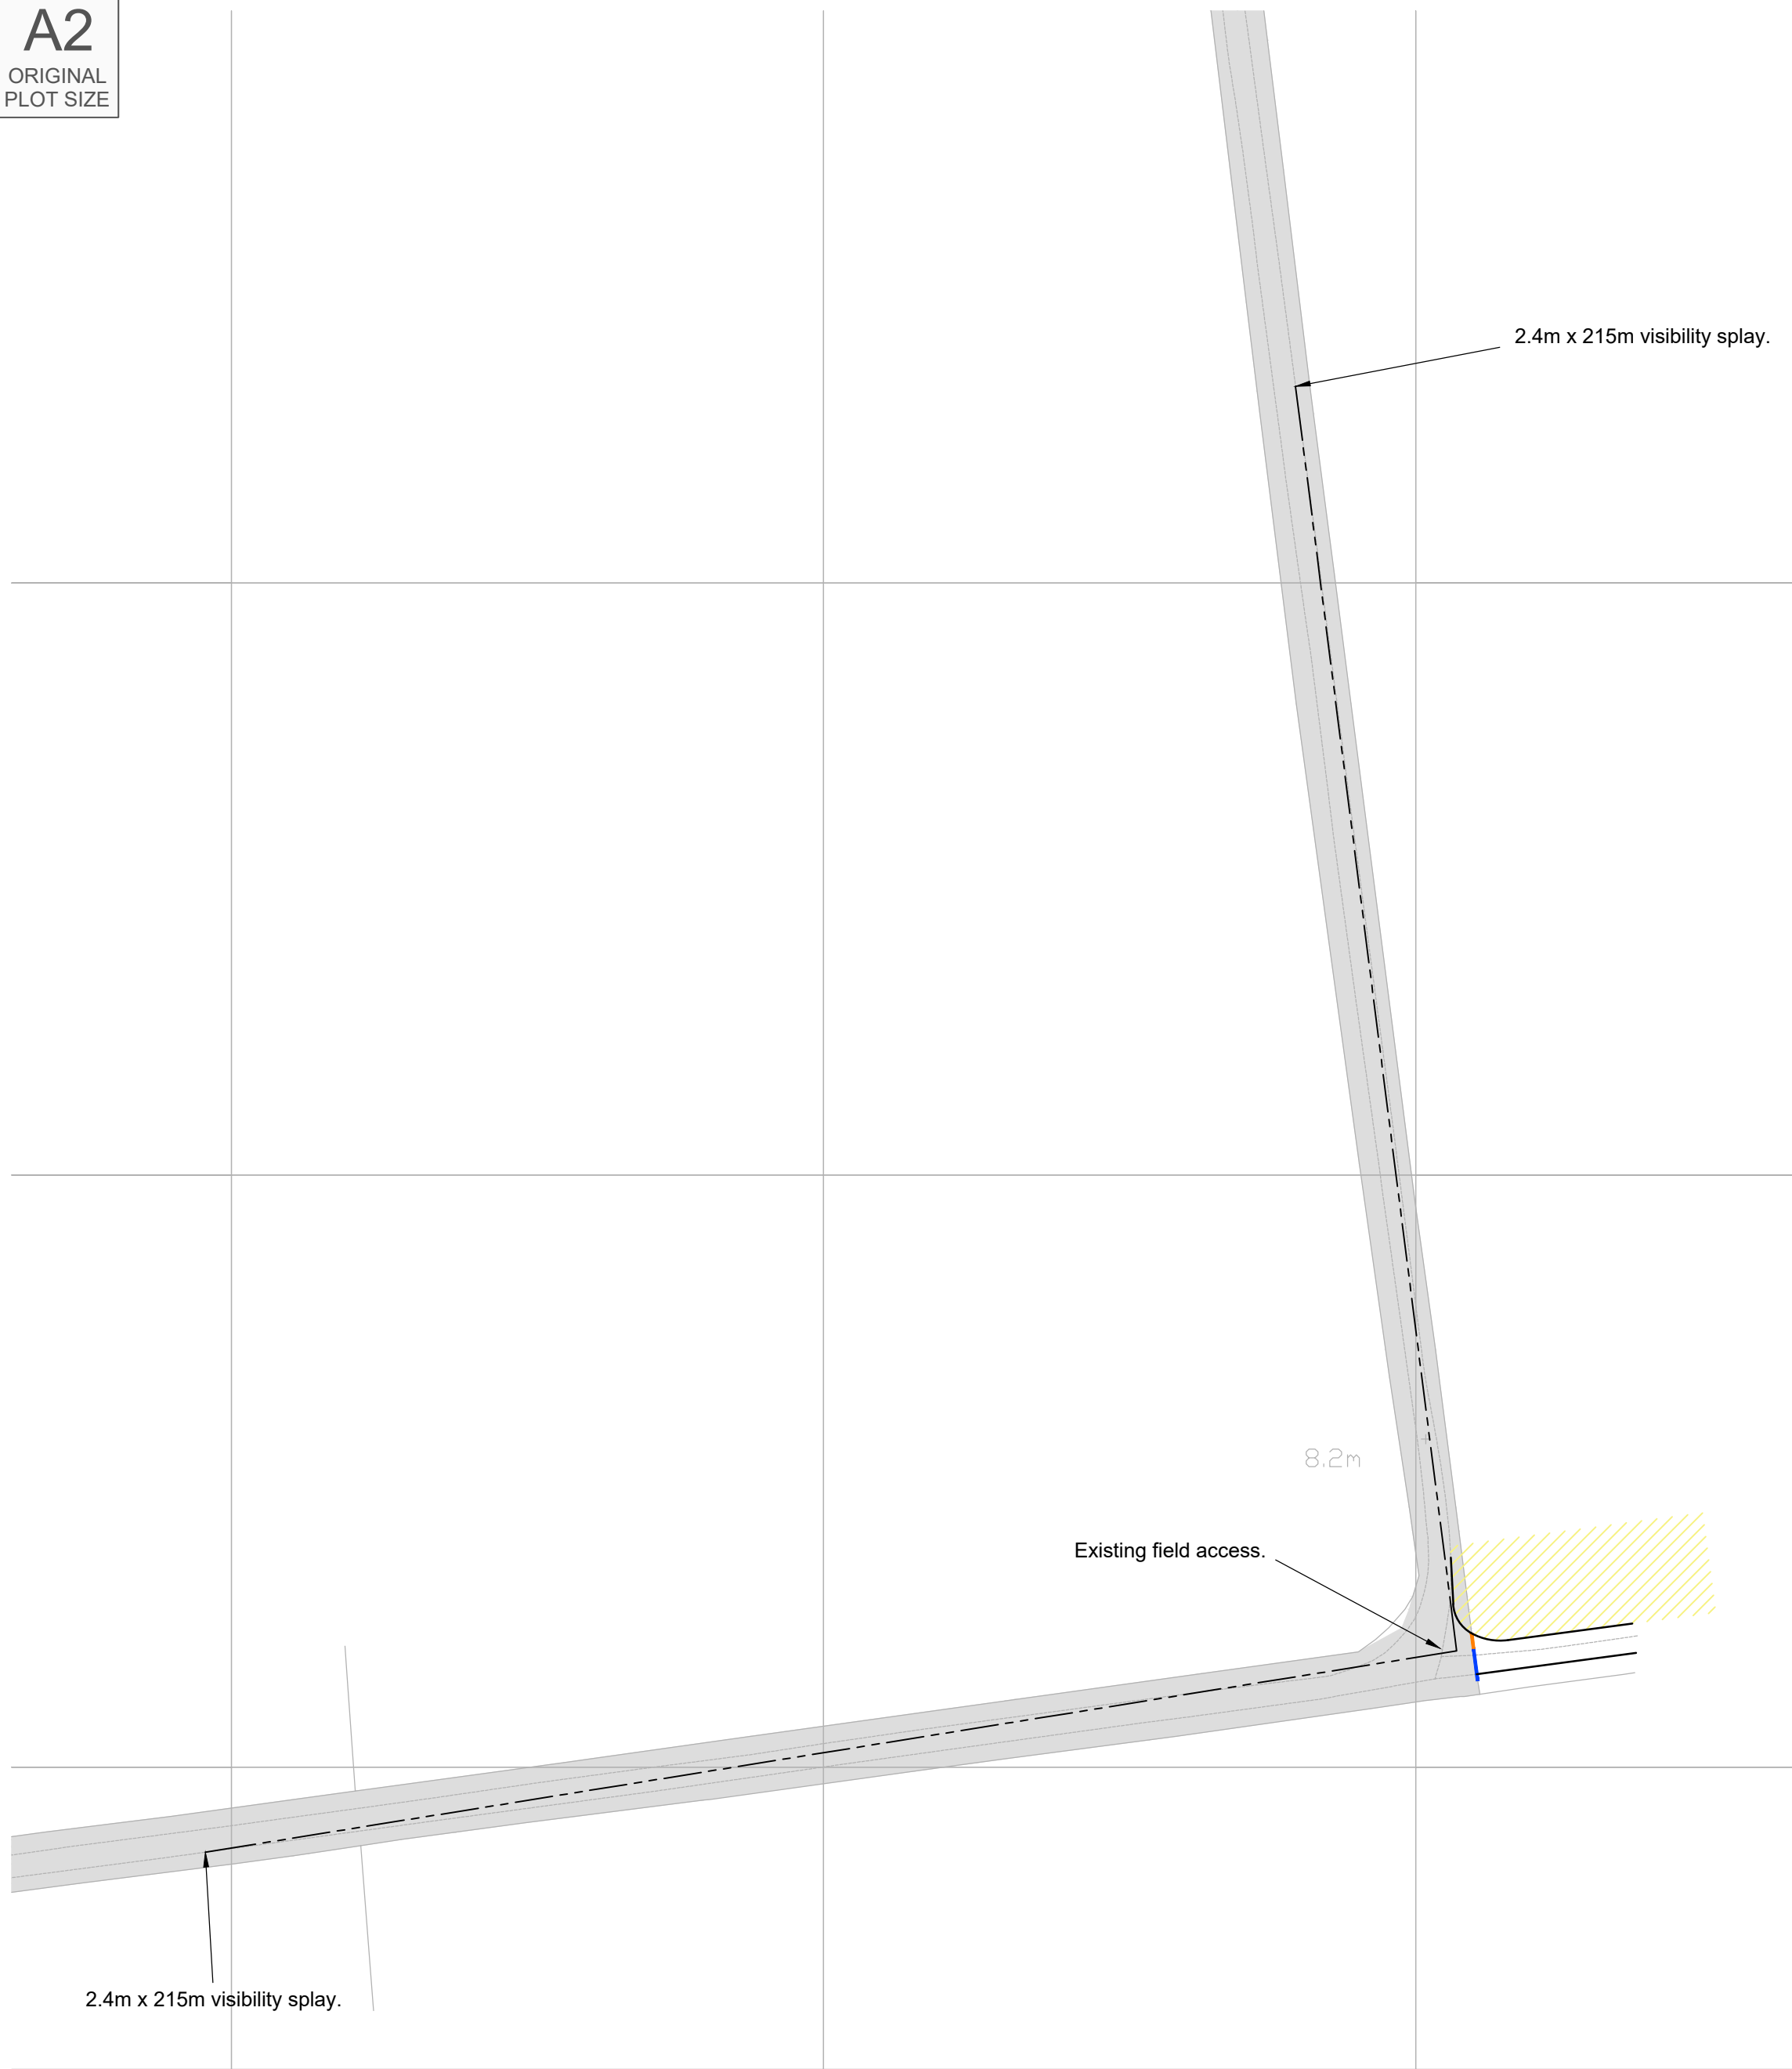 A2
ORIGINAL
PLOT SIZE
2.4m x 215m visibility splay.
8.2m
Existing field access.
2.4m x 215m visibility splay.